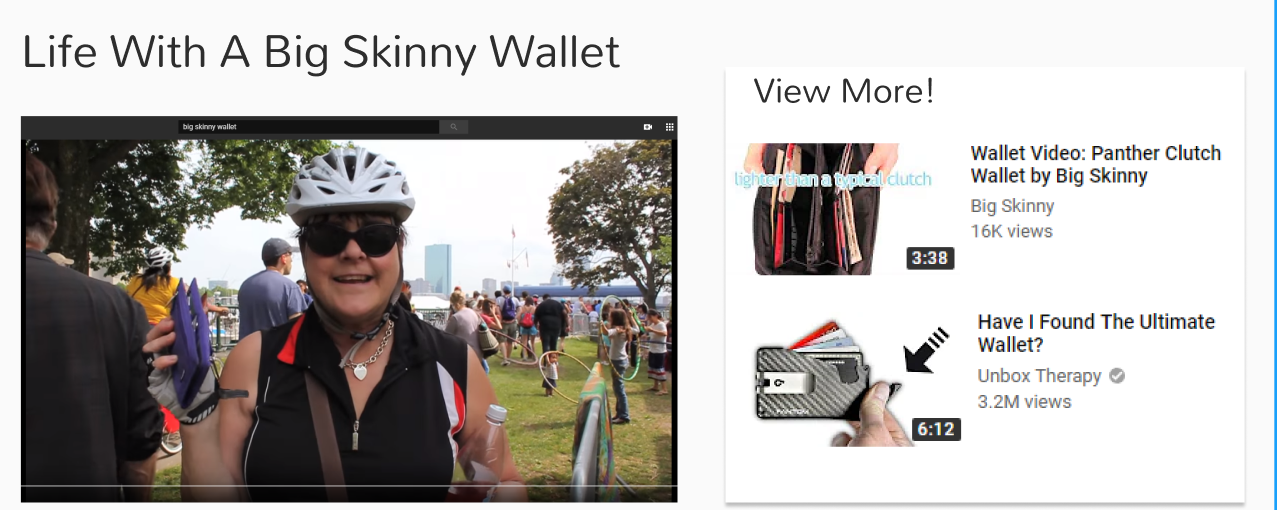 Life With A Big Skinny Wallet
big skinny wallet
View More!
lighter than a typical clutch
3:38
Wallet Video: Panther Clutch
Wallet by Big Skinny
Big Skinny
16K views
FANTOM
6:12
Have I Found The Ultimate
Wallet?
Unbox Therapy
3.2M views